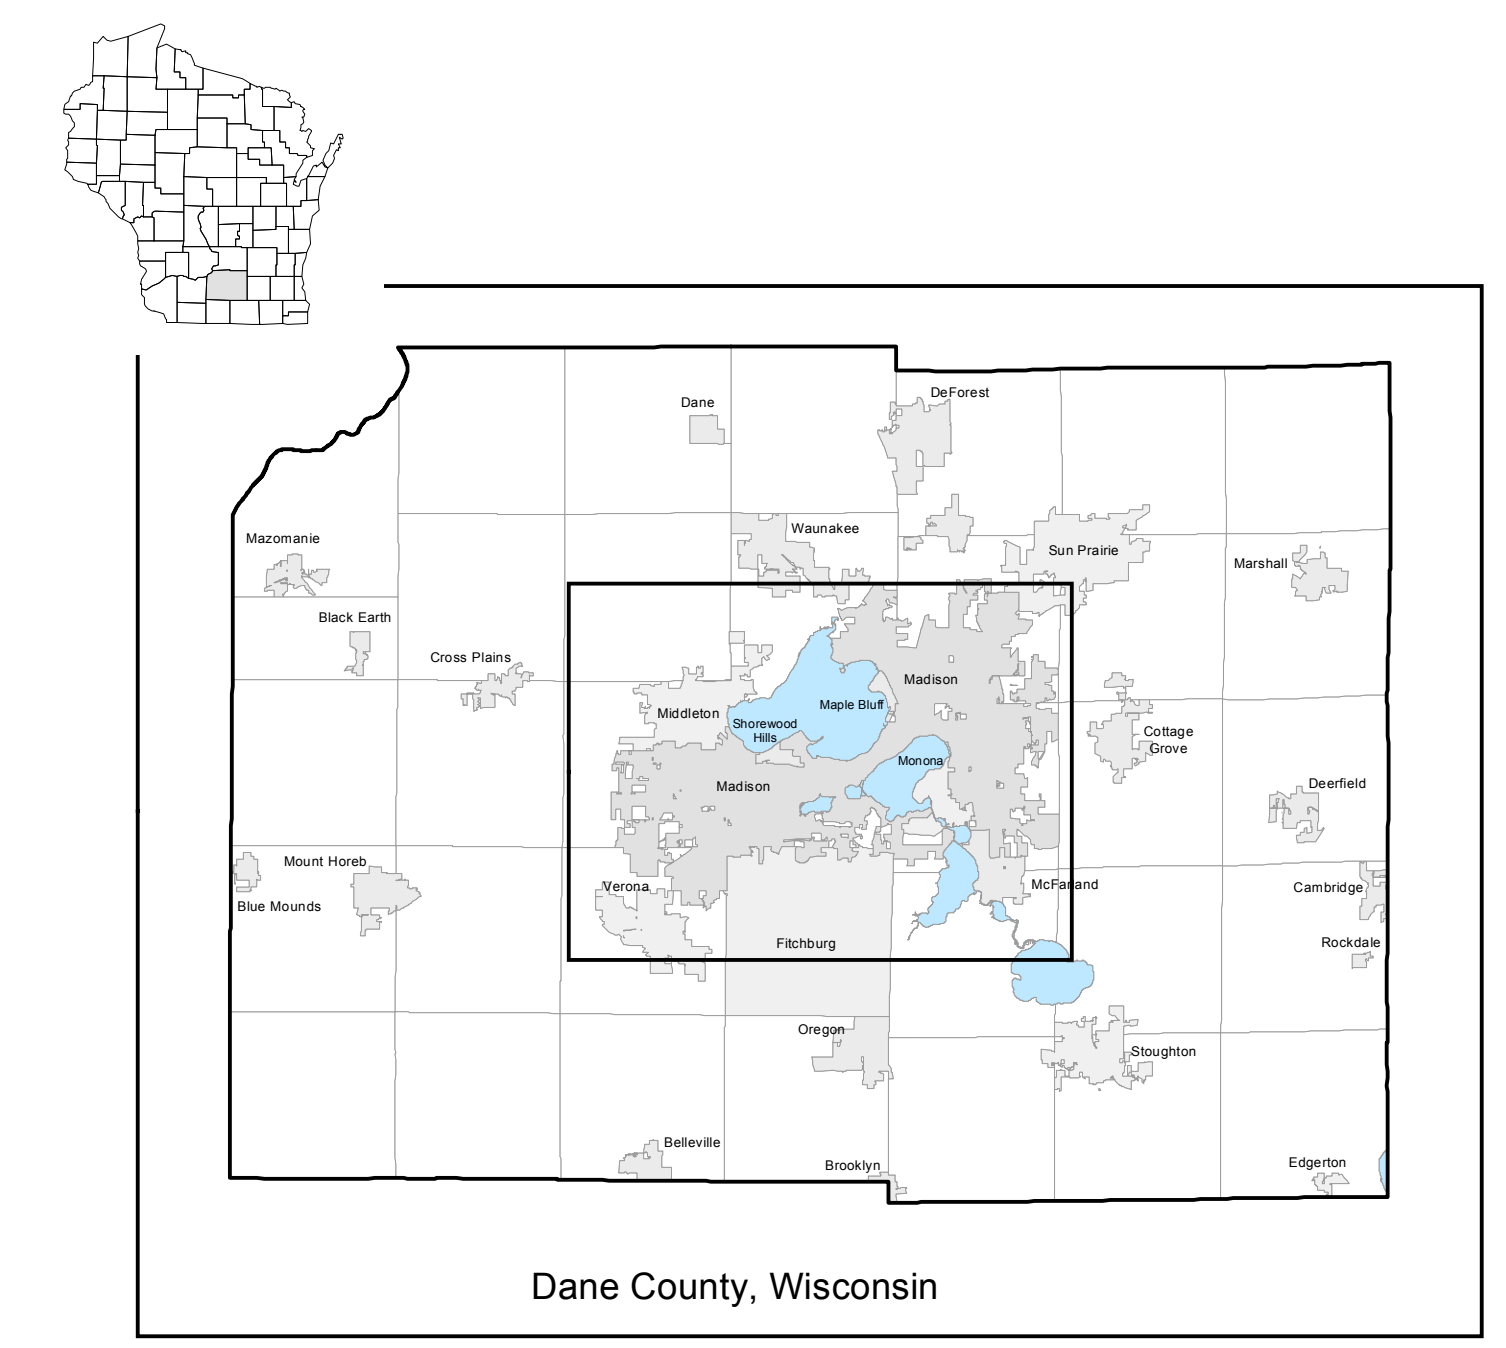 DeForest
Dane
Waunakee
Mazomanie
Sun Prairie
Marshall
Black Earth
Cross Plains
Madison
Maple Bluff
Middleton
Shorewood
Hills
Cottage
Grove
Monona
Madison
Deerfield
Mount Horeb
Verona
McFarland
Cambridge
Blue Mounds
Fitchburg
Rockdale
Oregon
Stoughton
Belleville
Brooklyn
Edgerton
Dane County, Wisconsin